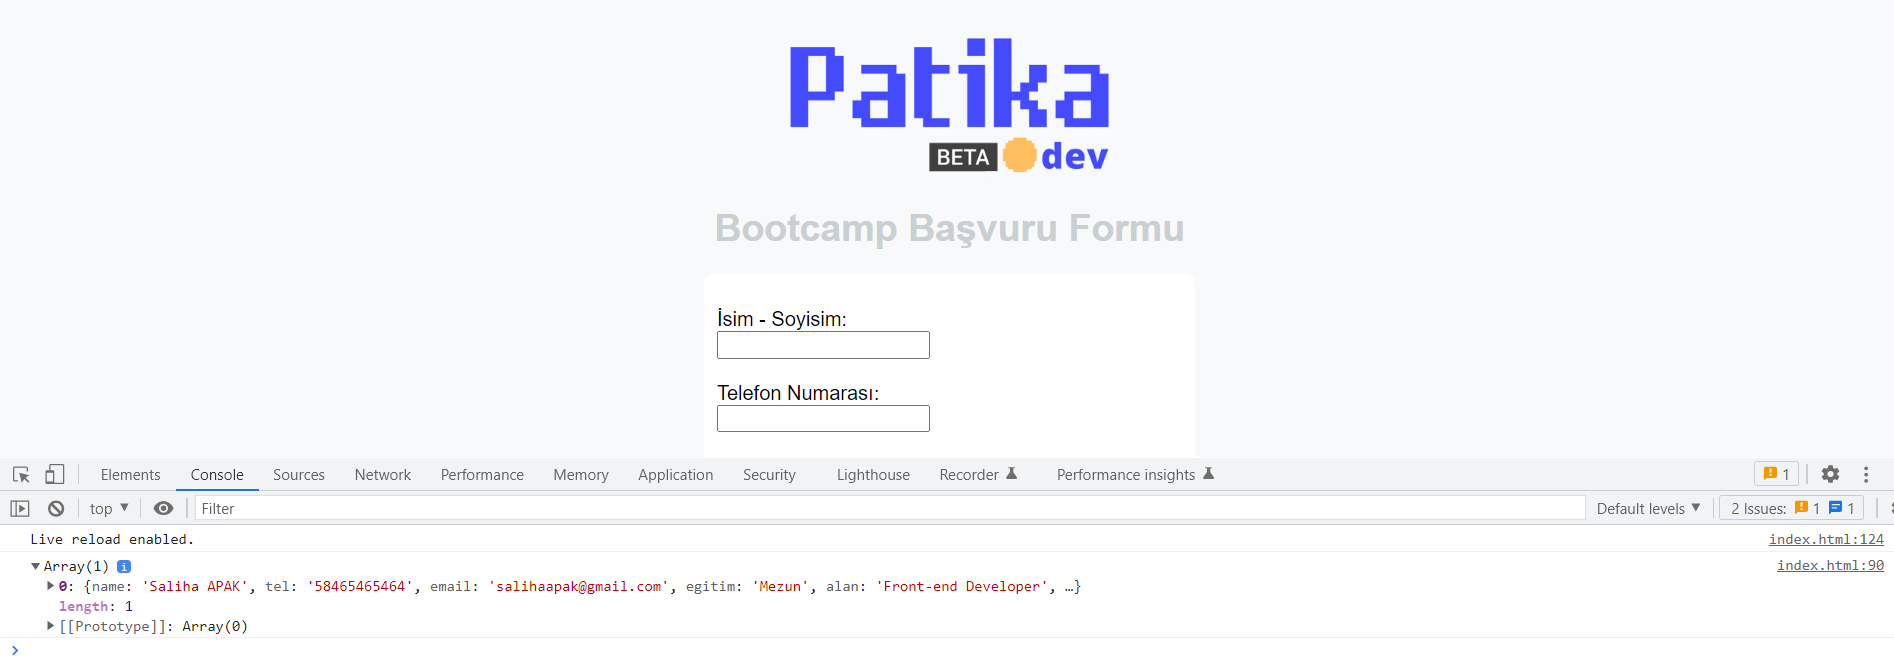 Patika
BETA dev
Bootcamp Başvuru Formu
İsim - Soyisim:
Telefon Numarası:
Elements Console Sources Network Performance Memory Application Security Lighthouse Recorder Performance insights 1
top Filter Default levels 2 Issues: 1 1
Live reload enabled. index.html:124
Array(1) i index.html:90
0: {name: 'Saliha APAK', tel: '58465465464', email: 'salihaapak@gmail.com', egitim: 'Mezun', alan: 'Front-end Developer', …}
length: 1
[[Prototype]]: Array(0)